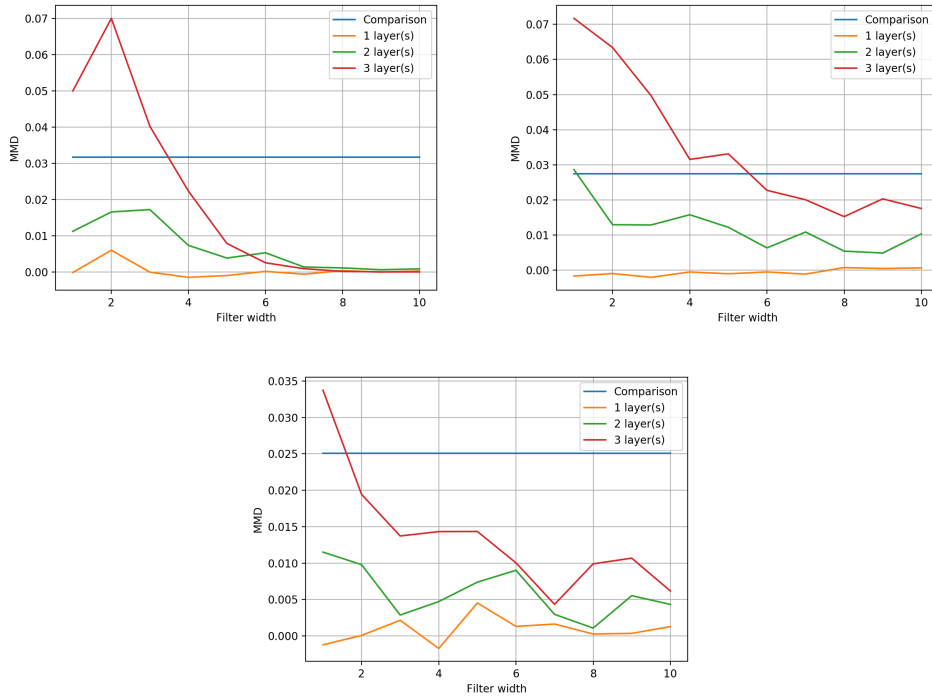 0.07
0.06
0.05
0.04
0.03
0.02
0.01
0.00
MMD
2
4
6
8
10
Filter width
Comparison
1 layer(s)
2 layer(s)
3 layer(s)
0.07
0.06
0.05
0.04
0.03
0.02
0.01
0.00
MMD
2
4
6
8
10
Filter width
Comparison
1 layer(s)
2 layer(s)
3 layer(s)
0.035
0.030
0.025
0.020
0.015
0.010
0.005
0.000
MMD
2
4
6
8
10
Filter width
Comparison
1 layer(s)
2 layer(s)
3 layer(s)